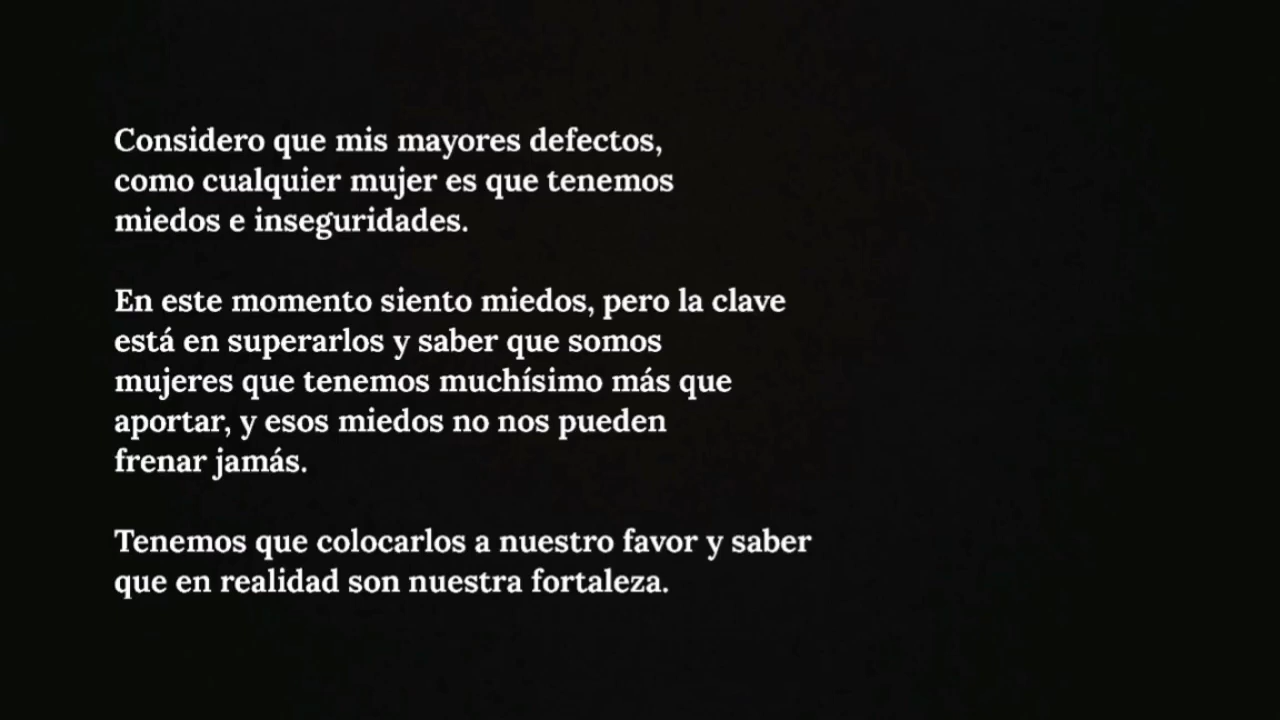 Considero que mis mayores defectos,
como cualquier mujer es que tenemos
miedos e inseguridades.
En este momento siento miedos, pero la clave
está en superarlos y saber que somos
mujeres que tenemos muchísimo más que
aportar, y esos miedos no nos pueden
frenar jamás.
Tenemos que colocarlos a nuestro favor y saber
que en realidad son nuestra fortaleza.